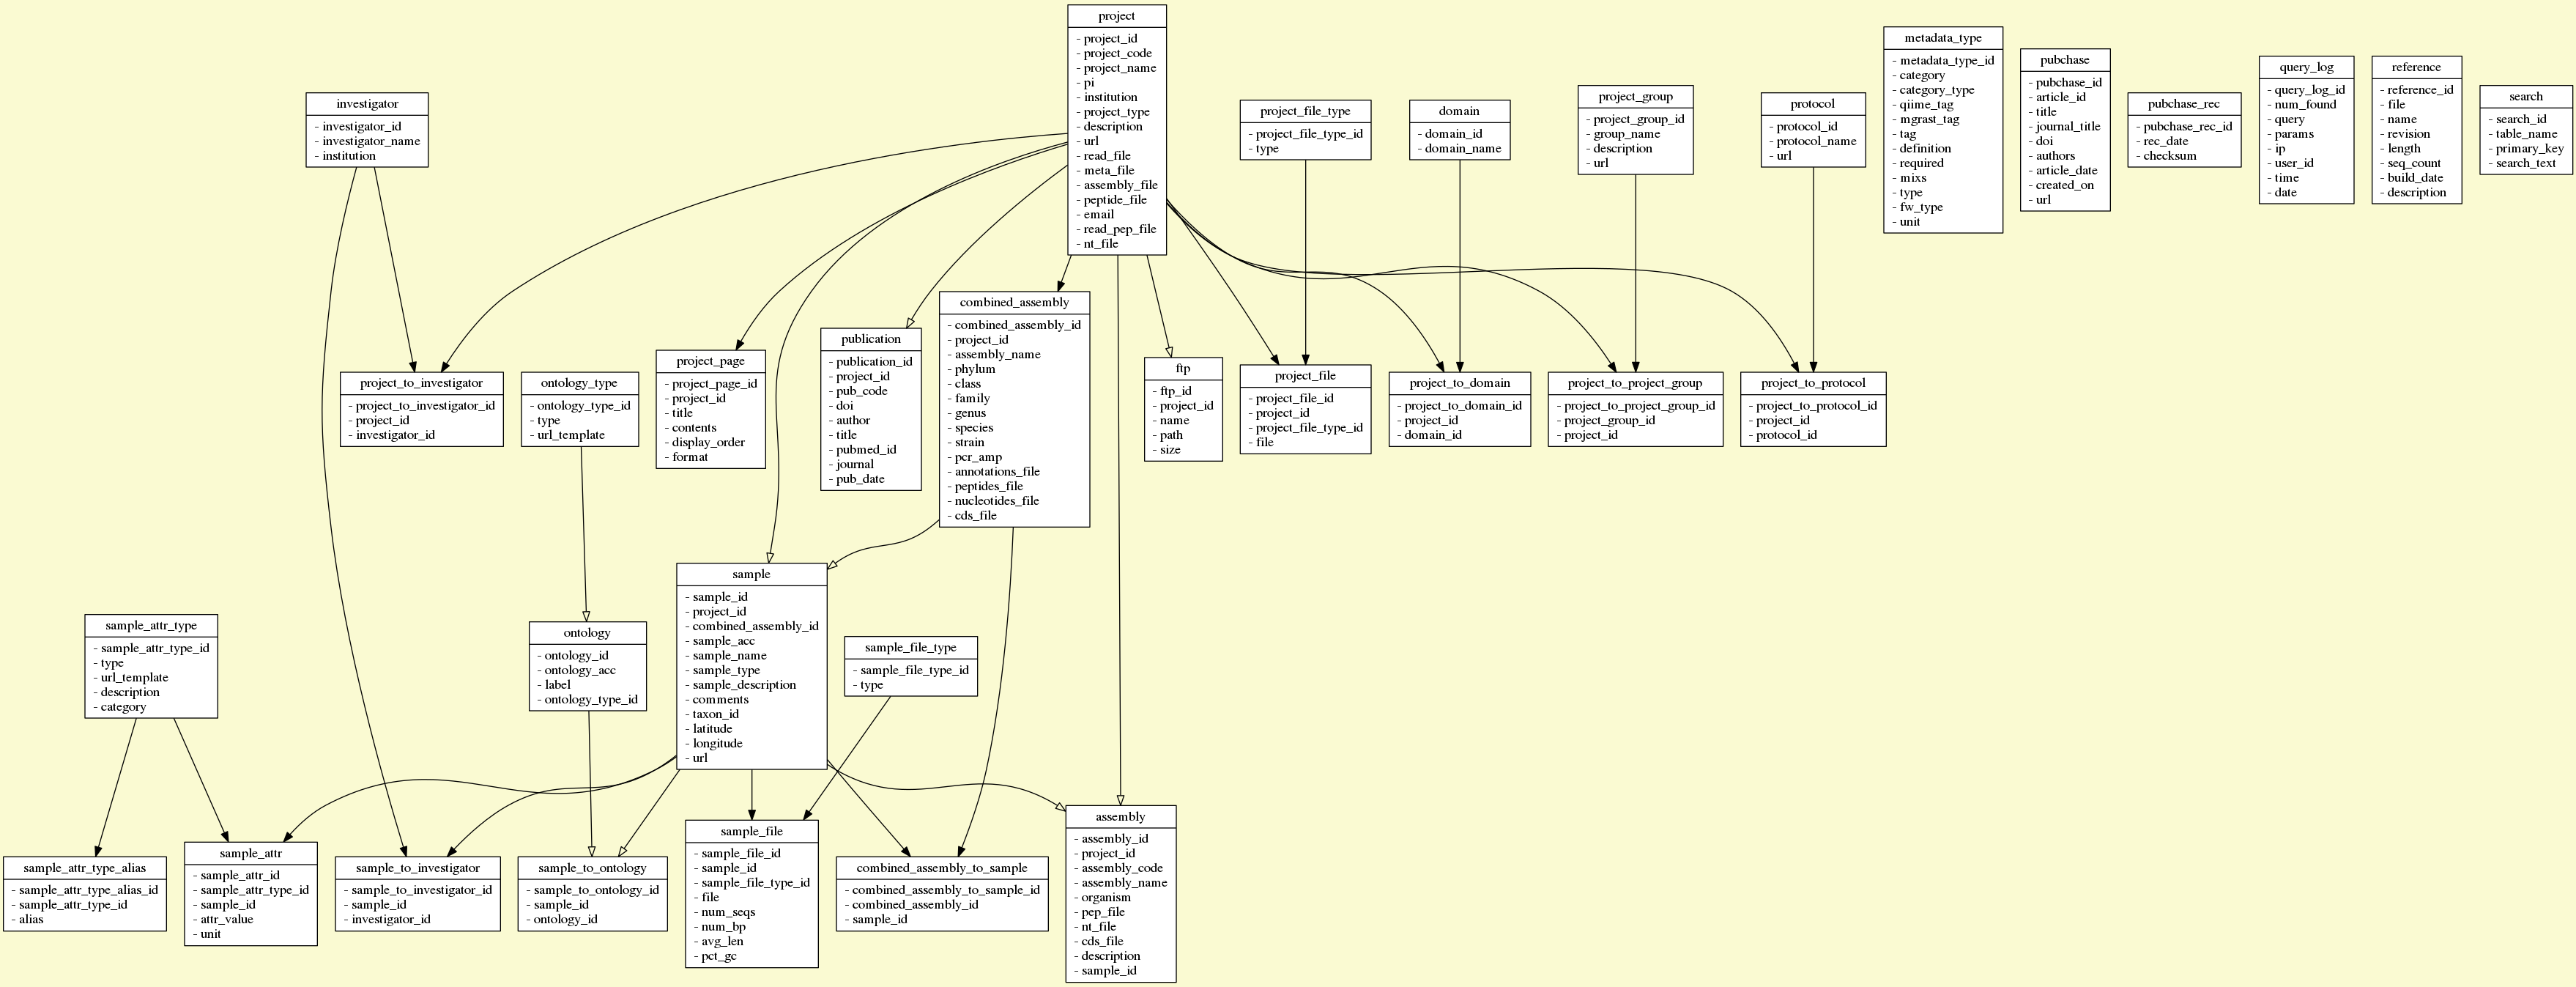 project
- project_id
- project_code
- project_name
- pi
- institution
- project_type
- description
- url
- read_file
- meta_file
- assembly_file
- peptide_file
- email
- read_pep_file
- nt_file
metadata_type
- metadata_type_id
- category
- category_type
- qiime_tag
- mgrast_tag
- tag
- definition
- required
- mixs
- type
- fw_type
- unit
pubchase
- pubchase_id
- article_id
- title
- journal_title
- doi
- authors
- article_date
- created_on
- url
pubchase_rec
- pubchase_rec_id
- rec_date
- checksum
query_log
- query_log_id
- num_found
- query
- params
- ip
- user_id
- time
- date
reference
- reference_id
- file
- name
- revision
- length
- seq_count
- build_date
- description
search
- search_id
- table_name
- primary_key
- search_text
investigator
- investigator_id
- investigator_name
- institution
project_file_type
- project_file_type_id
- type
domain
- domain_id
- domain_name
project_group
- project_group_id
- group_name
- description
- url
protocol
- protocol_id
- protocol_name
- url
project_to_investigator
- project_to_investigator_id
- project_id
- investigator_id
ontology_type
- ontology_type_id
- type
- url_template
project_page
- project_page_id
- project_id
- title
- contents
- display_order
- format
publication
- publication_id
- project_id
- pub_code
- doi
- author
- title
- pubmed_id
- journal
- pub_date
combined_assembly
- combined_assembly_id
- project_id
- assembly_name
- phylum
- class
- family
- genus
- species
- strain
- pcr_amp
- annotations_file
- peptides_file
- nucleotides_file
- cds_file
ftp
- ftp_id
- project_id
- name
- path
- size
project_file
- project_file_id
- project_id
- project_file_type_id
- file
project_to_domain
- project_to_domain_id
- project_id
- domain_id
project_to_project_group
- project_to_project_group_id
- project_group_id
- project_id
project_to_protocol
- project_to_protocol_id
- project_id
- protocol_id
sample_attr_type
- sample_attr_type_id
- type
- url_template
- description
- category
ontology
- ontology_id
- ontology_acc
- label
- ontology_type_id
sample
- sample_id
- project_id
- combined_assembly_id
- sample_acc
- sample_name
- sample_type
- sample_description
- comments
- taxon_id
- latitude
- longitude
- url
sample_file_type
- sample_file_type_id
- type
sample_attr_type_alias
- sample_attr_type_alias_id
- sample_attr_type_id
- alias
sample_attr
- sample_attr_id
- sample_attr_type_id
- sample_id
- attr_value
- unit
sample_to_investigator
- sample_to_investigator_id
- sample_id
- investigator_id
sample_to_ontology
- sample_to_ontology_id
- sample_id
- ontology_id
sample_file
- sample_file_id
- sample_id
- sample_file_type_id
- file
- num_seqs
- num_bp
- avg_len
- pct_gc
combined_assembly_to_sample
- combined_assembly_to_sample_id
- combined_assembly_id
- sample_id
assembly
- assembly_id
- project_id
- assembly_code
- assembly_name
- organism
- pep_file
- nt_file
- cds_file
- description
- sample_id